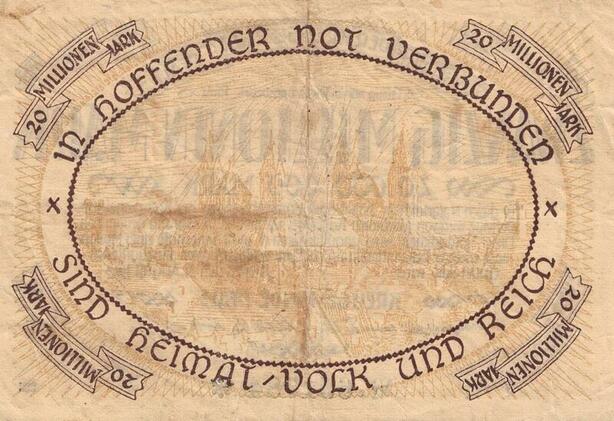 20 MILLIONEN MARK
20 MILLIONEN MARK
IN HOFFENDER NOT VERBUNDEN
SIND HEIMAT/VOLK UND REICH
20 MILLIONEN MARK
20 MILLIONEN MARK